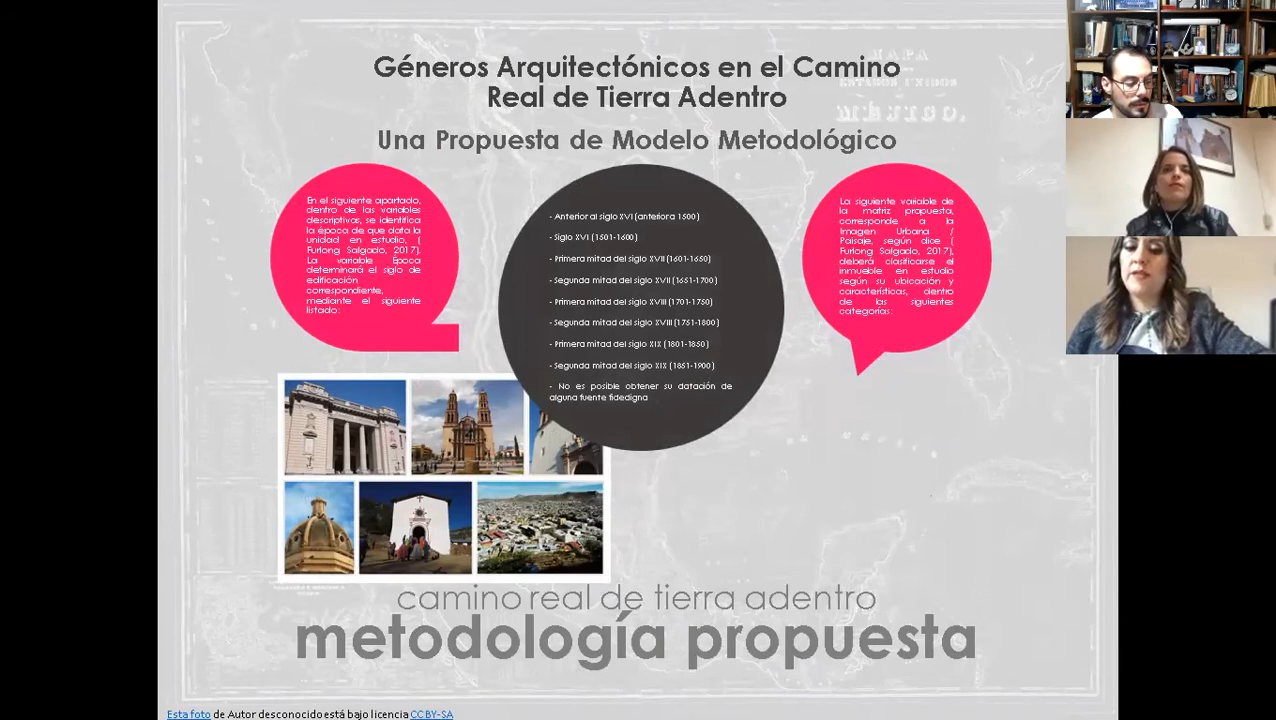 Géneros Arquitectónicos en el Camino
Real de Tierra Adentro
Una Propuesta de Modelo Metodológico
En el siguiente apartado,
dentro de las variables
descriptivas, se identifica
la época de que data la
unidad en estudio, (
Furlong Salgado, 2017).
La variable Época
determinará el siglo de
edificación
correspondiente,
mediante el siguiente
listado:
- Anterior al siglo XVI (anterior a 1500)
- Siglo XVI (1501-1600)
- Primera mitad del siglo XVII (1601-1650)
- Segunda mitad del siglo XVII (1651-1700)
- Primera mitad del siglo XVIII (1701-1750)
- Segunda mitad del siglo XVIII (1751-1800)
- Primera mitad del siglo XIX (1801-1850)
- Segunda mitad del siglo XIX (1851-1900)
- No es posible obtener su datación de
alguna fuente fidedigna
La siguiente variable de
la matriz propuesta,
corresponde a la
Imagen Urbana /
Paisaje, según dice (
Furlong Salgado, 2017),
deberá clasificarse el
inmueble en estudio
según su ubicación y
características, dentro
de las siguientes
categorías:
MAPA
ESTADOS UNIDOS
MÉJICO.
camino real de tierra adentro
metodología propuesta
Esta foto de Autor desconocido está bajo licencia CC BY-SA